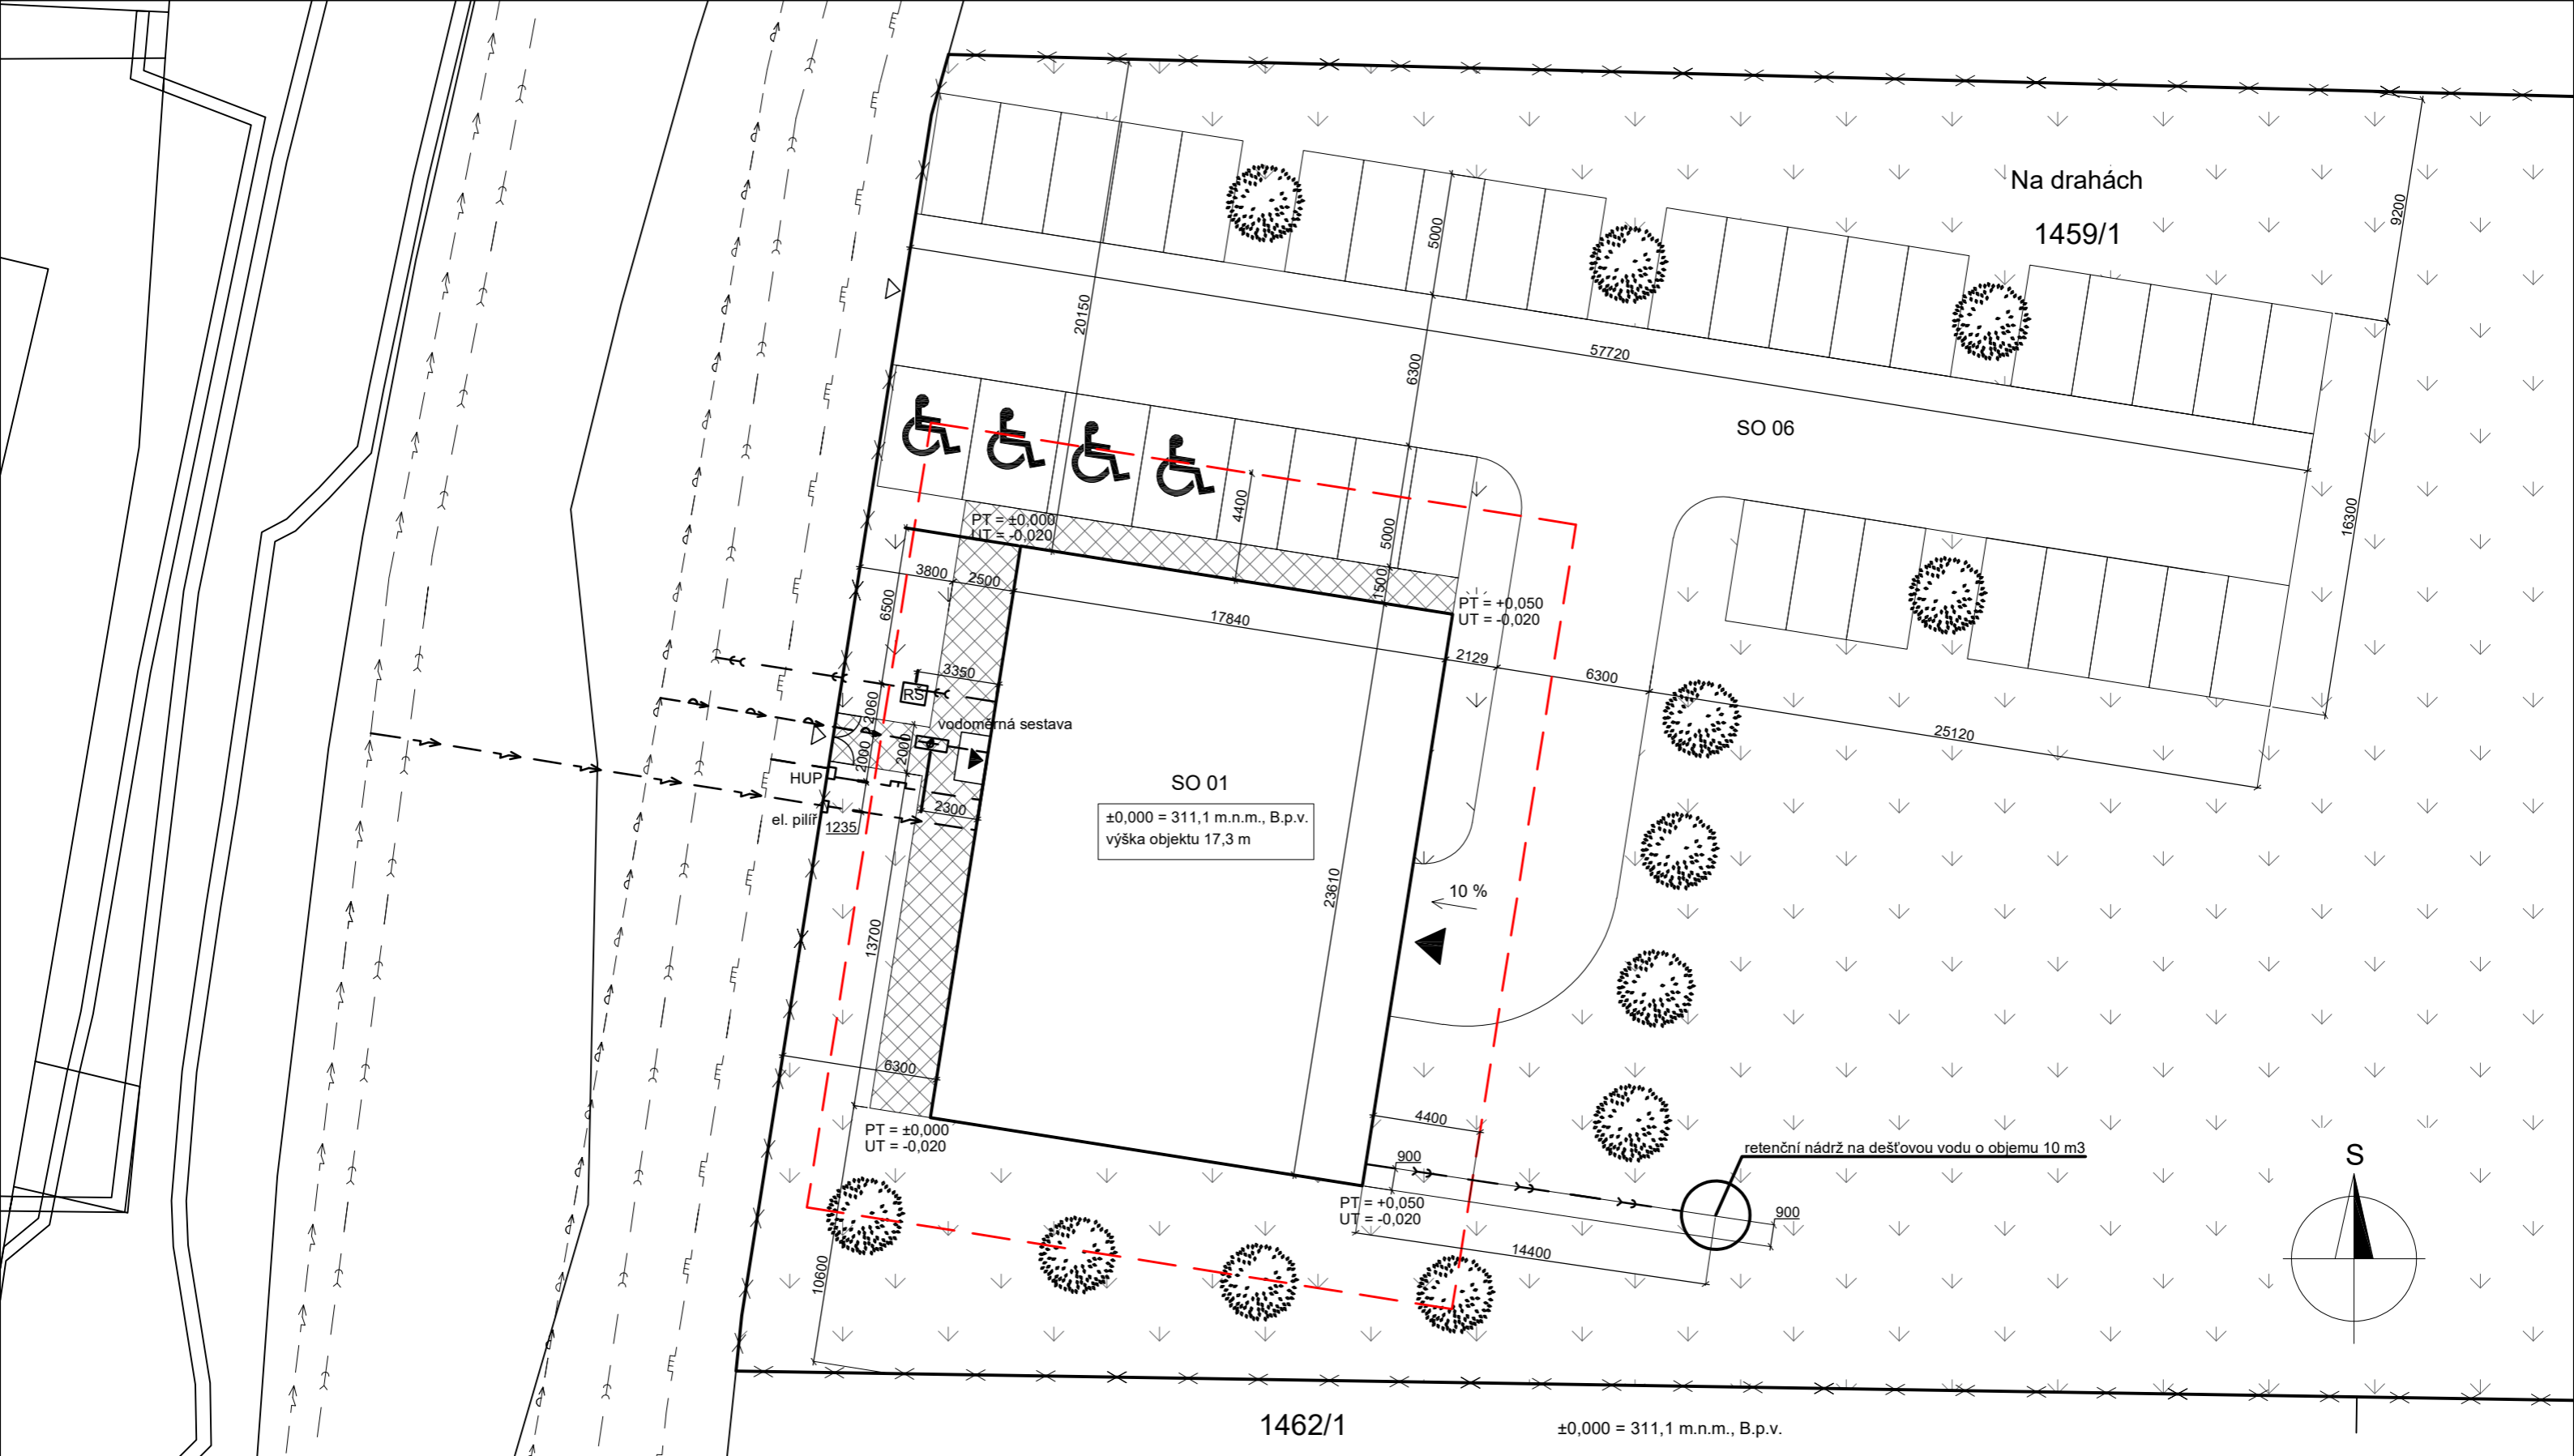 Na drahách
1459/1
9200
5000
20150
6300
57720
SO 06
16300
4400
5000
1500
PT = ±0,000
UT = -0,020
3800
2500
6500
17840
PT = +0,050
UT = -0,020
2129
6300
25120
3350
RŠ
2060
vodoměrná sestava
2000
2000
HUP
el. pilíř
1235
2300
SO 01
±0,000 = 311,1 m.n.m., B.p.v.
výška objektu 17,3 m
23610
10 %
13700
6300
PT = ±0,000
UT = -0,020
4400
900
retenční nádrž na dešťovou vodu o objemu 10 m3
S
PT = +0,050
UT = -0,020
900
14400
10600
1462/1
±0,000 = 311,1 m.n.m., B.p.v.